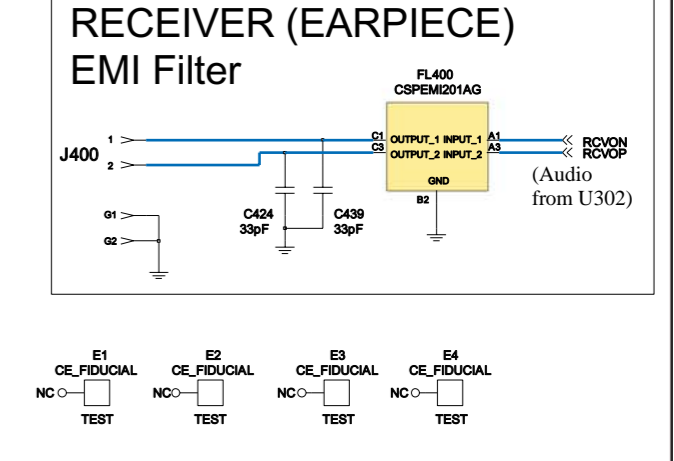 RECEIVER (EARPIECE)
EMI Filter
FL400
CSPEMI201AG
J400
1
2
C1 OUTPUT_1 INPUT_1 A1
C3 OUTPUT_2 INPUT_2 A3
GND
B2
RCVON
RCVOP
(Audio
from U302)
G1
G2
C424
33pF
C439
33pF
E1
CE_FIDUCIAL
NC
TEST
E2
CE_FIDUCIAL
NC
TEST
E3
CE_FIDUCIAL
NC
TEST
E4
CE_FIDUCIAL
NC
TEST